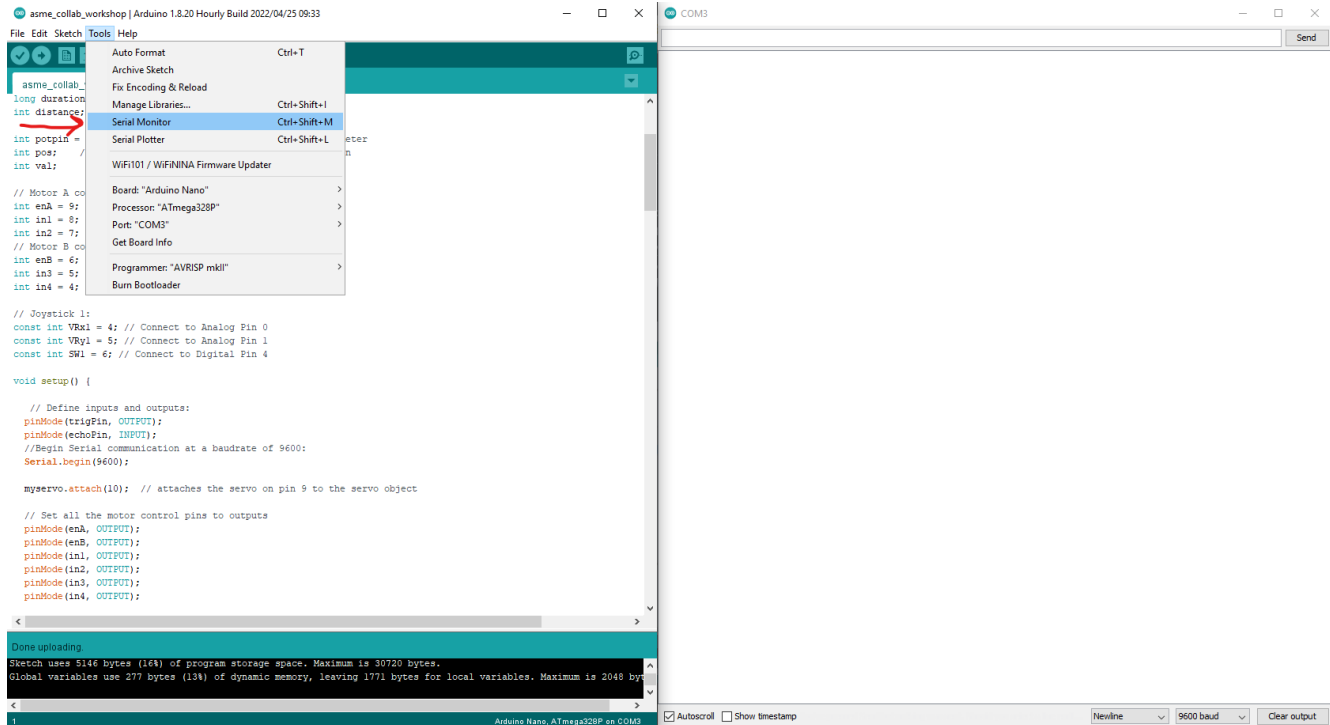 asme_collab_workshop | Arduino 1.8.20 Hourly Build 2022/04/25 09:33
File Edit Sketch Tools Help
asme_collab_
Auto Format Ctrl+T
Archive Sketch
Fix Encoding & Reload
Manage Libraries... Ctrl+Shift+I
Serial Monitor Ctrl+Shift+M
Serial Plotter Ctrl+Shift+L
WiFi101 / WiFiNINA Firmware Updater
Board: "Arduino Nano"
Processor: "ATmega328P"
Port: "COM3"
Get Board Info
Programmer: "AVRISP mkII"
Burn Bootloader
long duration
int distance;
int potpin = eter
int pos; / n
int val;
// Motor A co
int enA = 9;
int in1 = 8;
int in2 = 7;
// Motor B co
int enB = 6;
int in3 = 5;
int in4 = 4;
// Joystick 1:
const int VRx1 = 4; // Connect to Analog Pin 0
const int VRy1 = 5; // Connect to Analog Pin 1
const int SW1 = 6; // Connect to Digital Pin 4
void setup() {
// Define inputs and outputs:
pinMode(trigPin, OUTPUT);
pinMode(echoPin, INPUT);
//Begin Serial communication at a baudrate of 9600:
Serial.begin(9600);
myservo.attach(10); // attaches the servo on pin 9 to the servo object
// Set all the motor control pins to outputs
pinMode(enA, OUTPUT);
pinMode(enB, OUTPUT);
pinMode(in1, OUTPUT);
pinMode(in2, OUTPUT);
pinMode(in3, OUTPUT);
pinMode(in4, OUTPUT);
Done uploading.
Sketch uses 5146 bytes (16%) of program storage space. Maximum is 30720 bytes.
Global variables use 277 bytes (13%) of dynamic memory, leaving 1771 bytes for local variables. Maximum is 2048 byt
1 Arduino Nano, ATmega328P on COM3
COM3
Send
Autoscroll Show timestamp Newline 9600 baud Clear output